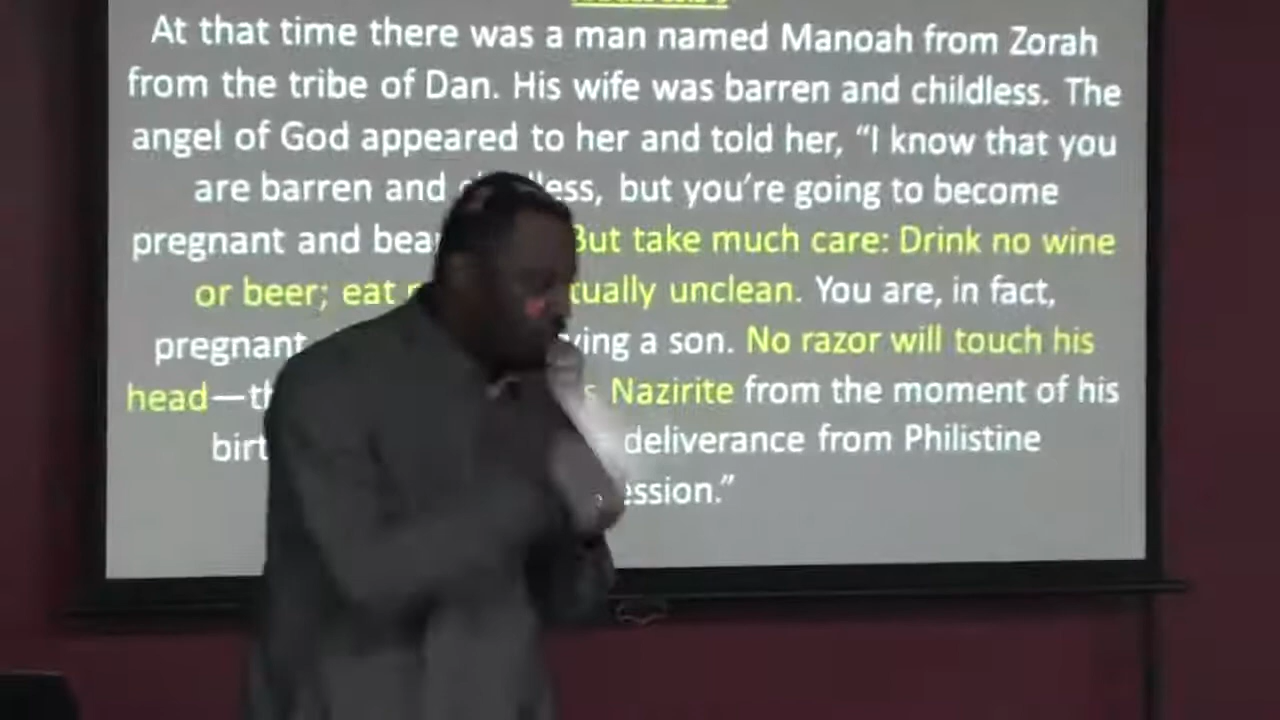 At that time there was a man named Manoah from Zorah
from the tribe of Dan. His wife was barren and childless. The
angel of God appeared to her and told her, “I know that you
are barren and less, but you’re going to become
pregnant and But take much care: Drink no wine
or beer; eat tually unclean. You are, in fact,
pregnant ving a son. No razor will touch his
head— Nazirite from the moment of his
deliverance from Philistine
ession.”